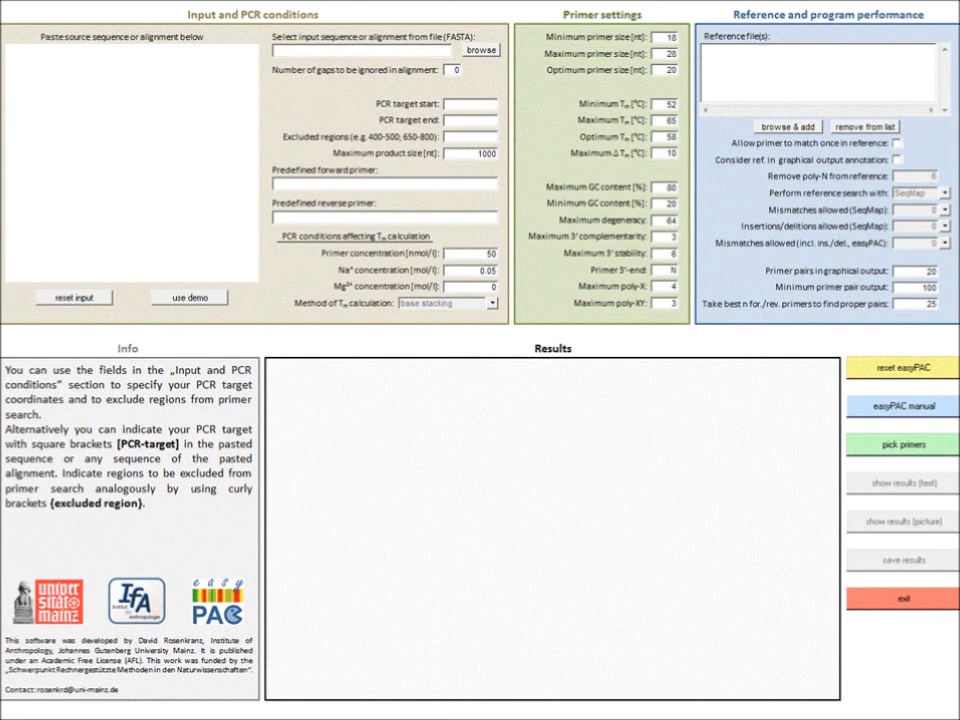 Input and PCR conditions
Paste source sequence or alignment below
Select input sequence or alignment from file (FASTA):
browse
Number of gaps to be ignored in alignment: 0
PCR target start:
PCR target end:
Excluded regions (e.g. 400-500; 650-800):
Maximum product size [nt]: 1000
Predefined forward primer:
Predefined reverse primer:
PCR conditions affecting Tm calculation
Primer concentration [nmol/l]: 50
Na⁺ concentration [mol/l]: 0.05
Mg²⁺ concentration [mol/l]: 0
Method of Tm calculation: base stacking
reset input
use demo
Primer settings
Minimum primer size [nt]: 18
Maximum primer size [nt]: 28
Optimum primer size [nt]: 20
Minimum Tm [°C]: 52
Maximum Tm [°C]: 65
Optimum Tm [°C]: 58
Maximum Δ Tm [°C]: 10
Maximum GC content [%]: 80
Minimum GC content [%]: 20
Maximum degeneracy: 64
Maximum 3' complementarity: 3
Maximum 3' stability: 6
Primer 3'-end: N
Maximum poly-X: 4
Maximum poly-XY: 3
Reference and program performance
Reference file(s):
browse & add
remove from list
Allow primer to match once in reference:
Consider ref. in graphical output annotation:
Remove poly-N from reference: 6
Perform reference search with: SeqMap
Mismatches allowed (SeqMap): 0
Insertions/delitions allowed (SeqMap): 0
Mismatches allowed (incl. ins./del., easyPAC): 0
Primer pairs in graphical output: 20
Minimum primer pair output: 100
Take best n for./rev. primers to find proper pairs: 25
Info
You can use the fields in the „Input and PCR
conditions" section to specify your PCR target
coordinates and to exclude regions from primer
search.
Alternatively you can indicate your PCR target
with square brackets [PCR-target] in the pasted
sequence or any sequence of the pasted
alignment. Indicate regions to be excluded from
primer search analogously by using curly
brackets {excluded region}.
uniper
sität
mainz
IfA
Institut
für
Anthropologie
easy
PAC
This software was developed by David Rosenkranz, Institute of
Anthropology, Johannes Gutenberg University Mainz. It is published
under an Academic Free License (AFL). This work was funded by the
„Schwerpunkt Rechnergestützte Methoden in den Naturwissenschaften".
Contact: rosenkrd@uni-mainz.de
Results
reset easyPAC
easyPAC manual
pick primers
show results (text)
show results (picture)
save results
exit